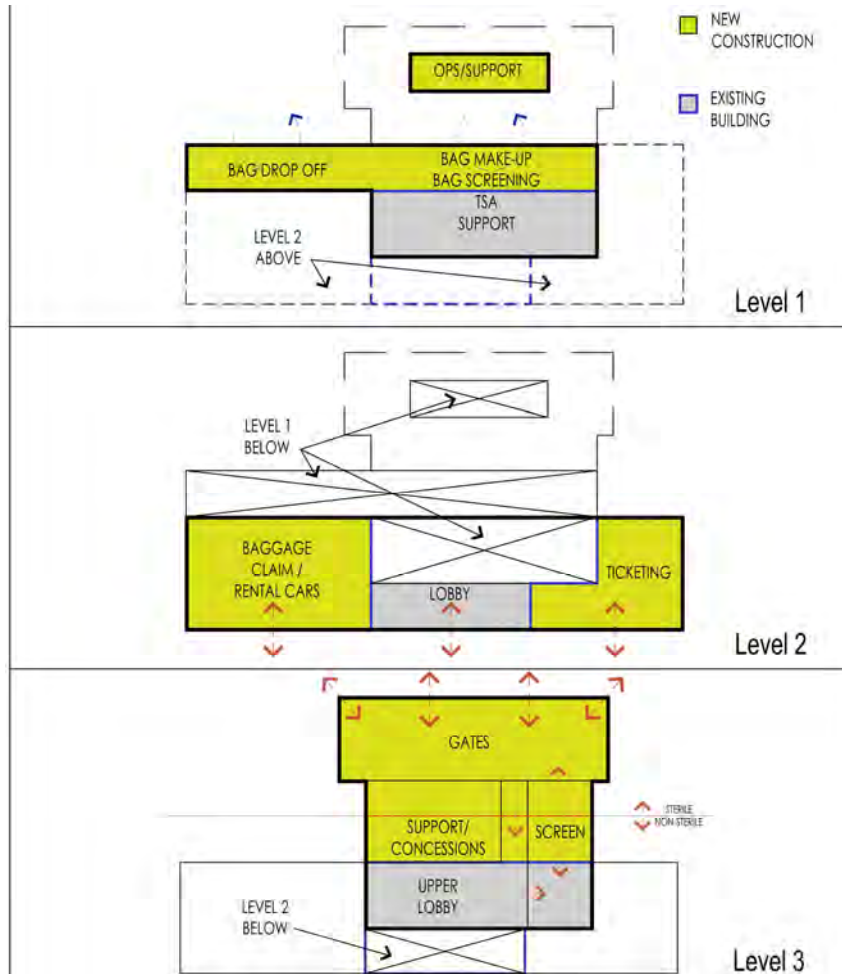 NEW
CONSTRUCTION
OPS/SUPPORT
EXISTING
BUILDING
BAG DROP OFF
BAG MAKE-UP
BAG SCREENING
TSA
SUPPORT
LEVEL 2
ABOVE
Level 1
LEVEL 1
BELOW
BAGGAGE
CLAIM /
RENTAL CARS
LOBBY
TICKETING
Level 2
GATES
STERILE
NON-STERILE
SUPPORT/
CONCESSIONS
SCREEN
UPPER
LOBBY
LEVEL 2
BELOW
Level 3